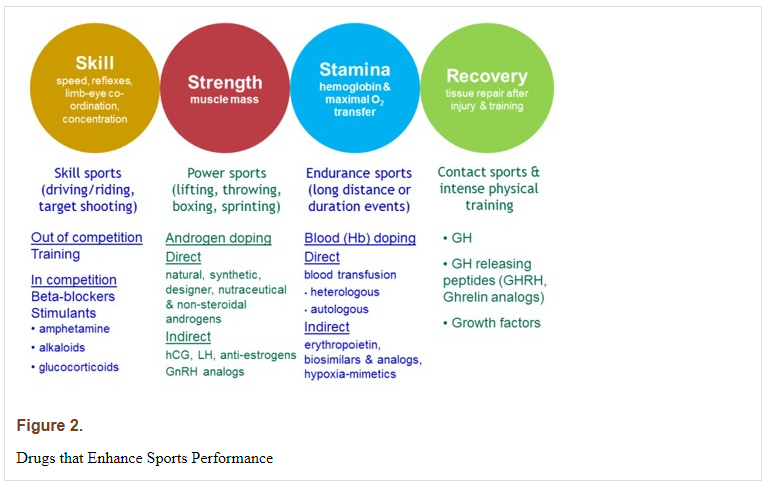 Skill
speed, reflexes,
limb-eye co-
ordination,
concentration
Strength
muscle mass
Stamina
hemoglobin &
maximal O₂
transfer
Recovery
tissue repair after
injury & training
Skill sports
(driving/riding,
target shooting)
Out of competition
Training
In competition
Beta-blockers
Stimulants
• amphetamine
• alkaloids
• glucocorticoids
Power sports
(lifting, throwing,
boxing, sprinting)
Androgen doping
Direct
natural, synthetic,
designer, nutraceutical
& non-steroidal
androgens
Indirect
hCG, LH, anti-estrogens
GnRH analogs
Endurance sports
(long distance or
duration events)
Blood (Hb) doping
Direct
blood transfusion
· heterologous
· autologous
Indirect
erythropoietin,
biosimilars & analogs,
hypoxia-mimetics
Contact sports &
intense physical
training
• GH
• GH releasing
peptides (GHRH,
Ghrelin analogs)
• Growth factors
Figure 2.
Drugs that Enhance Sports Performance